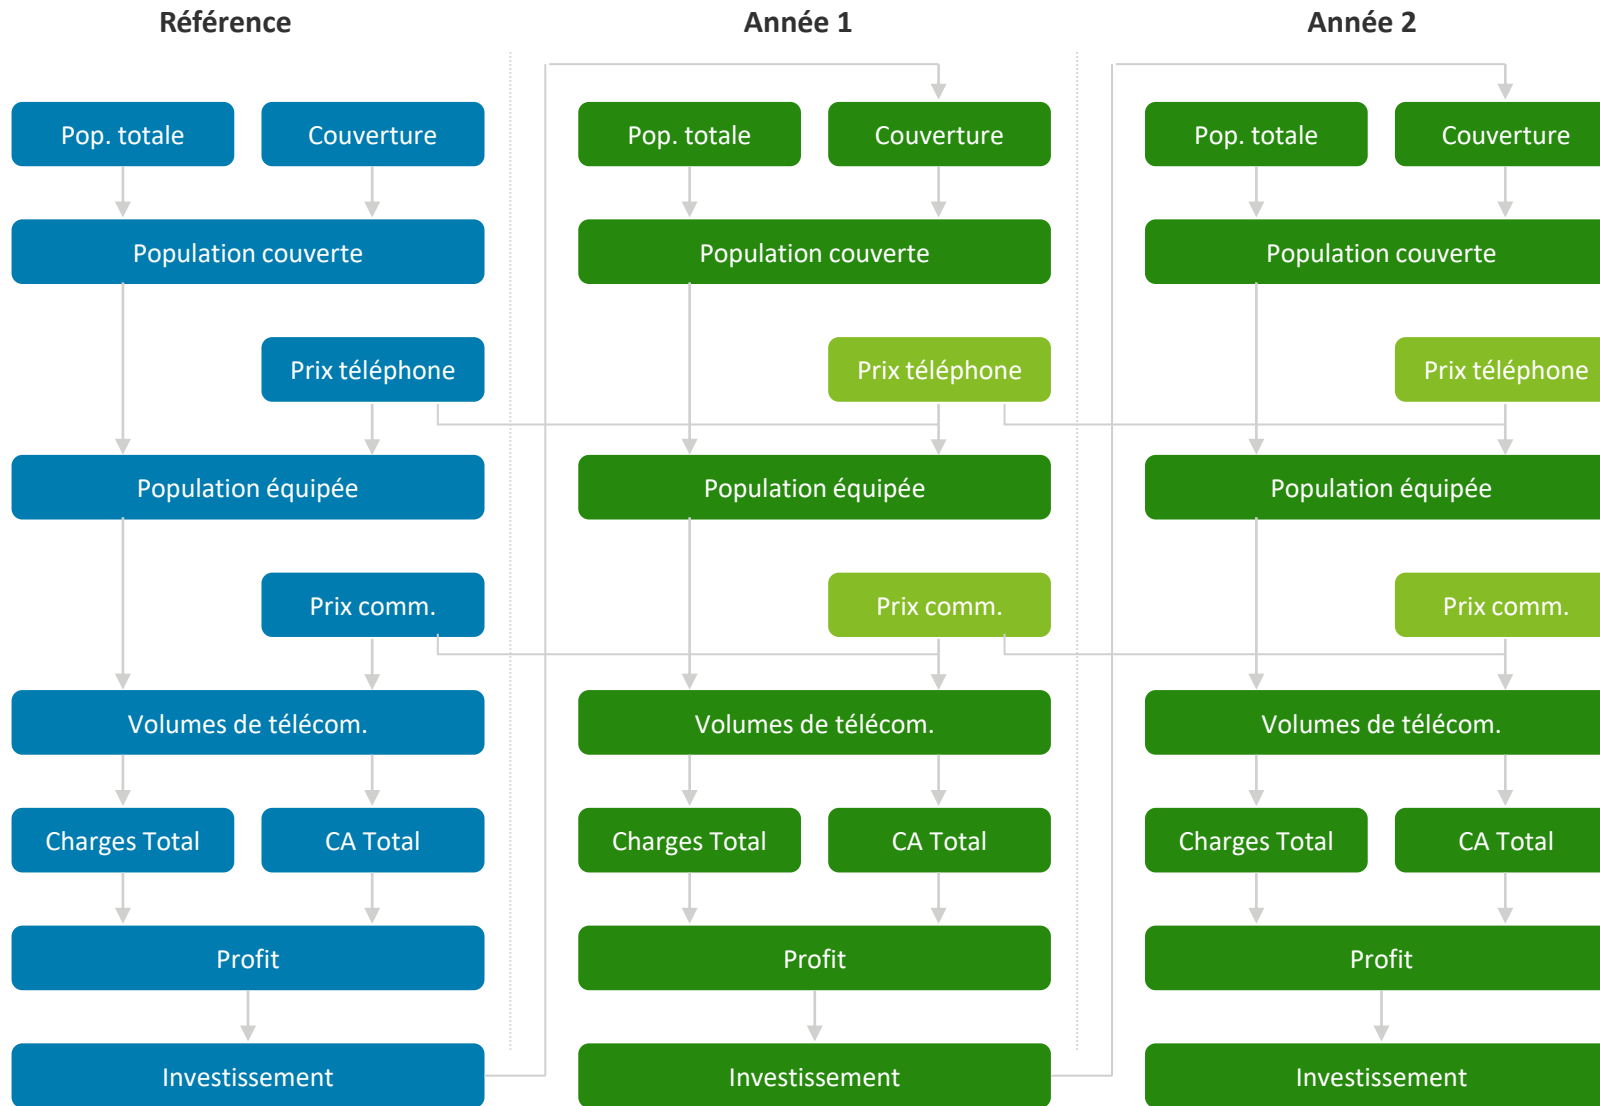 Référence
Année 1
Année 2
Pop. totale
Couverture
Pop. totale
Couverture
Pop. totale
Couverture
Population couverte
Population couverte
Population couverte
Prix téléphone
Prix téléphone
Prix téléphone
Population équipée
Population équipée
Population équipée
Prix comm.
Prix comm.
Prix comm.
Volumes de télécom.
Volumes de télécom.
Volumes de télécom.
Charges Total
CA Total
Charges Total
CA Total
Charges Total
CA Total
Profit
Profit
Profit
Investissement
Investissement
Investissement